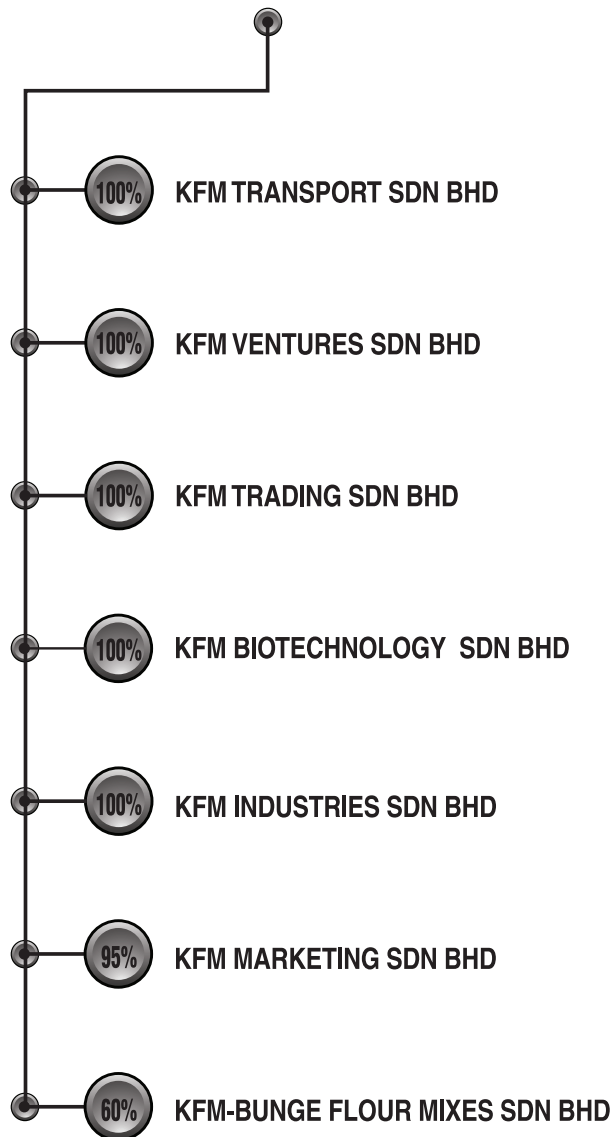 100% KFM TRANSPORT SDN BHD
100% KFM VENTURES SDN BHD
100% KFM TRADING SDN BHD
100% KFM BIOTECHNOLOGY SDN BHD
100% KFM INDUSTRIES SDN BHD
95% KFM MARKETING SDN BHD
60% KFM-BUNGE FLOUR MIXES SDN BHD